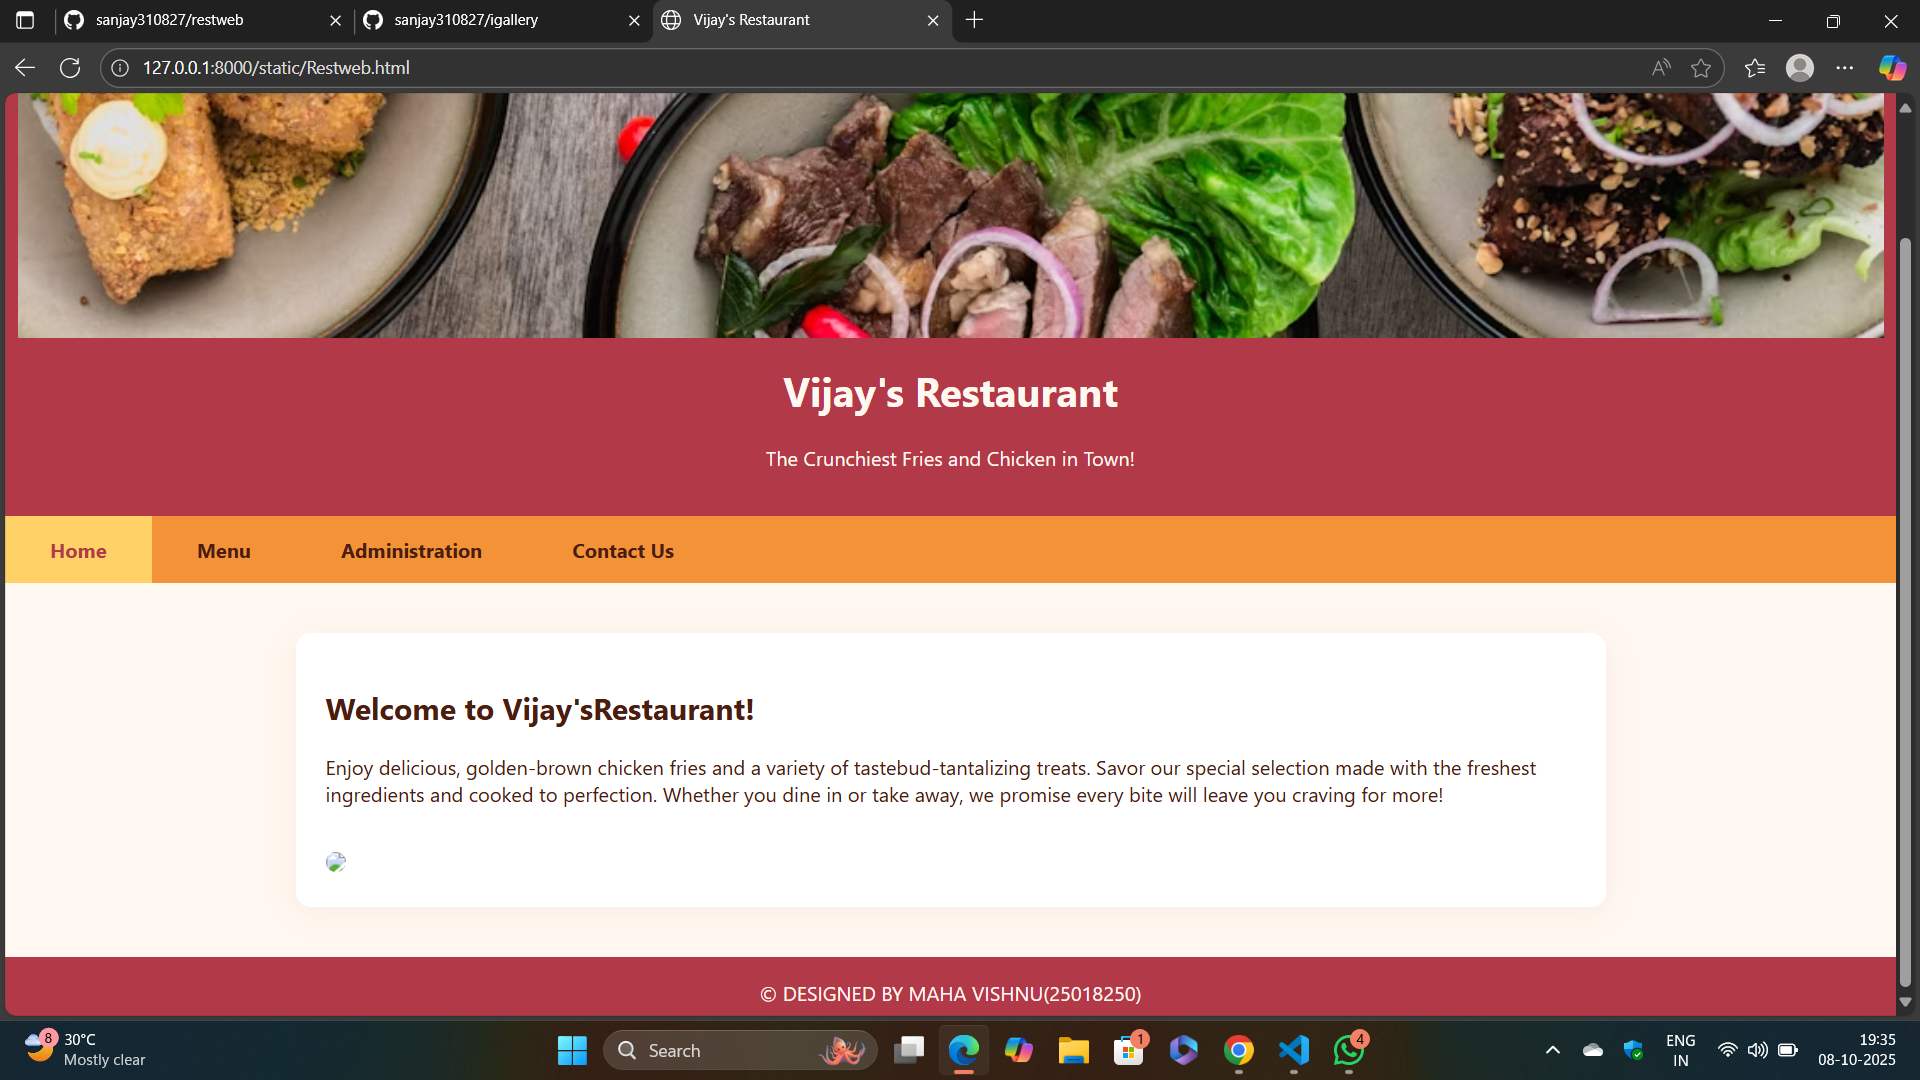 sanjay310827/restweb
sanjay310827/igallery
Vijay's Restaurant
127.0.0.1:8000/static/Restweb.html
Vijay's Restaurant
The Crunchiest Fries and Chicken in Town!
Home Menu Administration Contact Us
Welcome to Vijay'sRestaurant!
Enjoy delicious, golden-brown chicken fries and a variety of tastebud-tantalizing treats. Savor our special selection made with the freshest
ingredients and cooked to perfection. Whether you dine in or take away, we promise every bite will leave you craving for more!
© DESIGNED BY MAHA VISHNU(25018250)
8
30°C
Mostly clear
Search
1
4
ENG
IN
19:35
08-10-2025